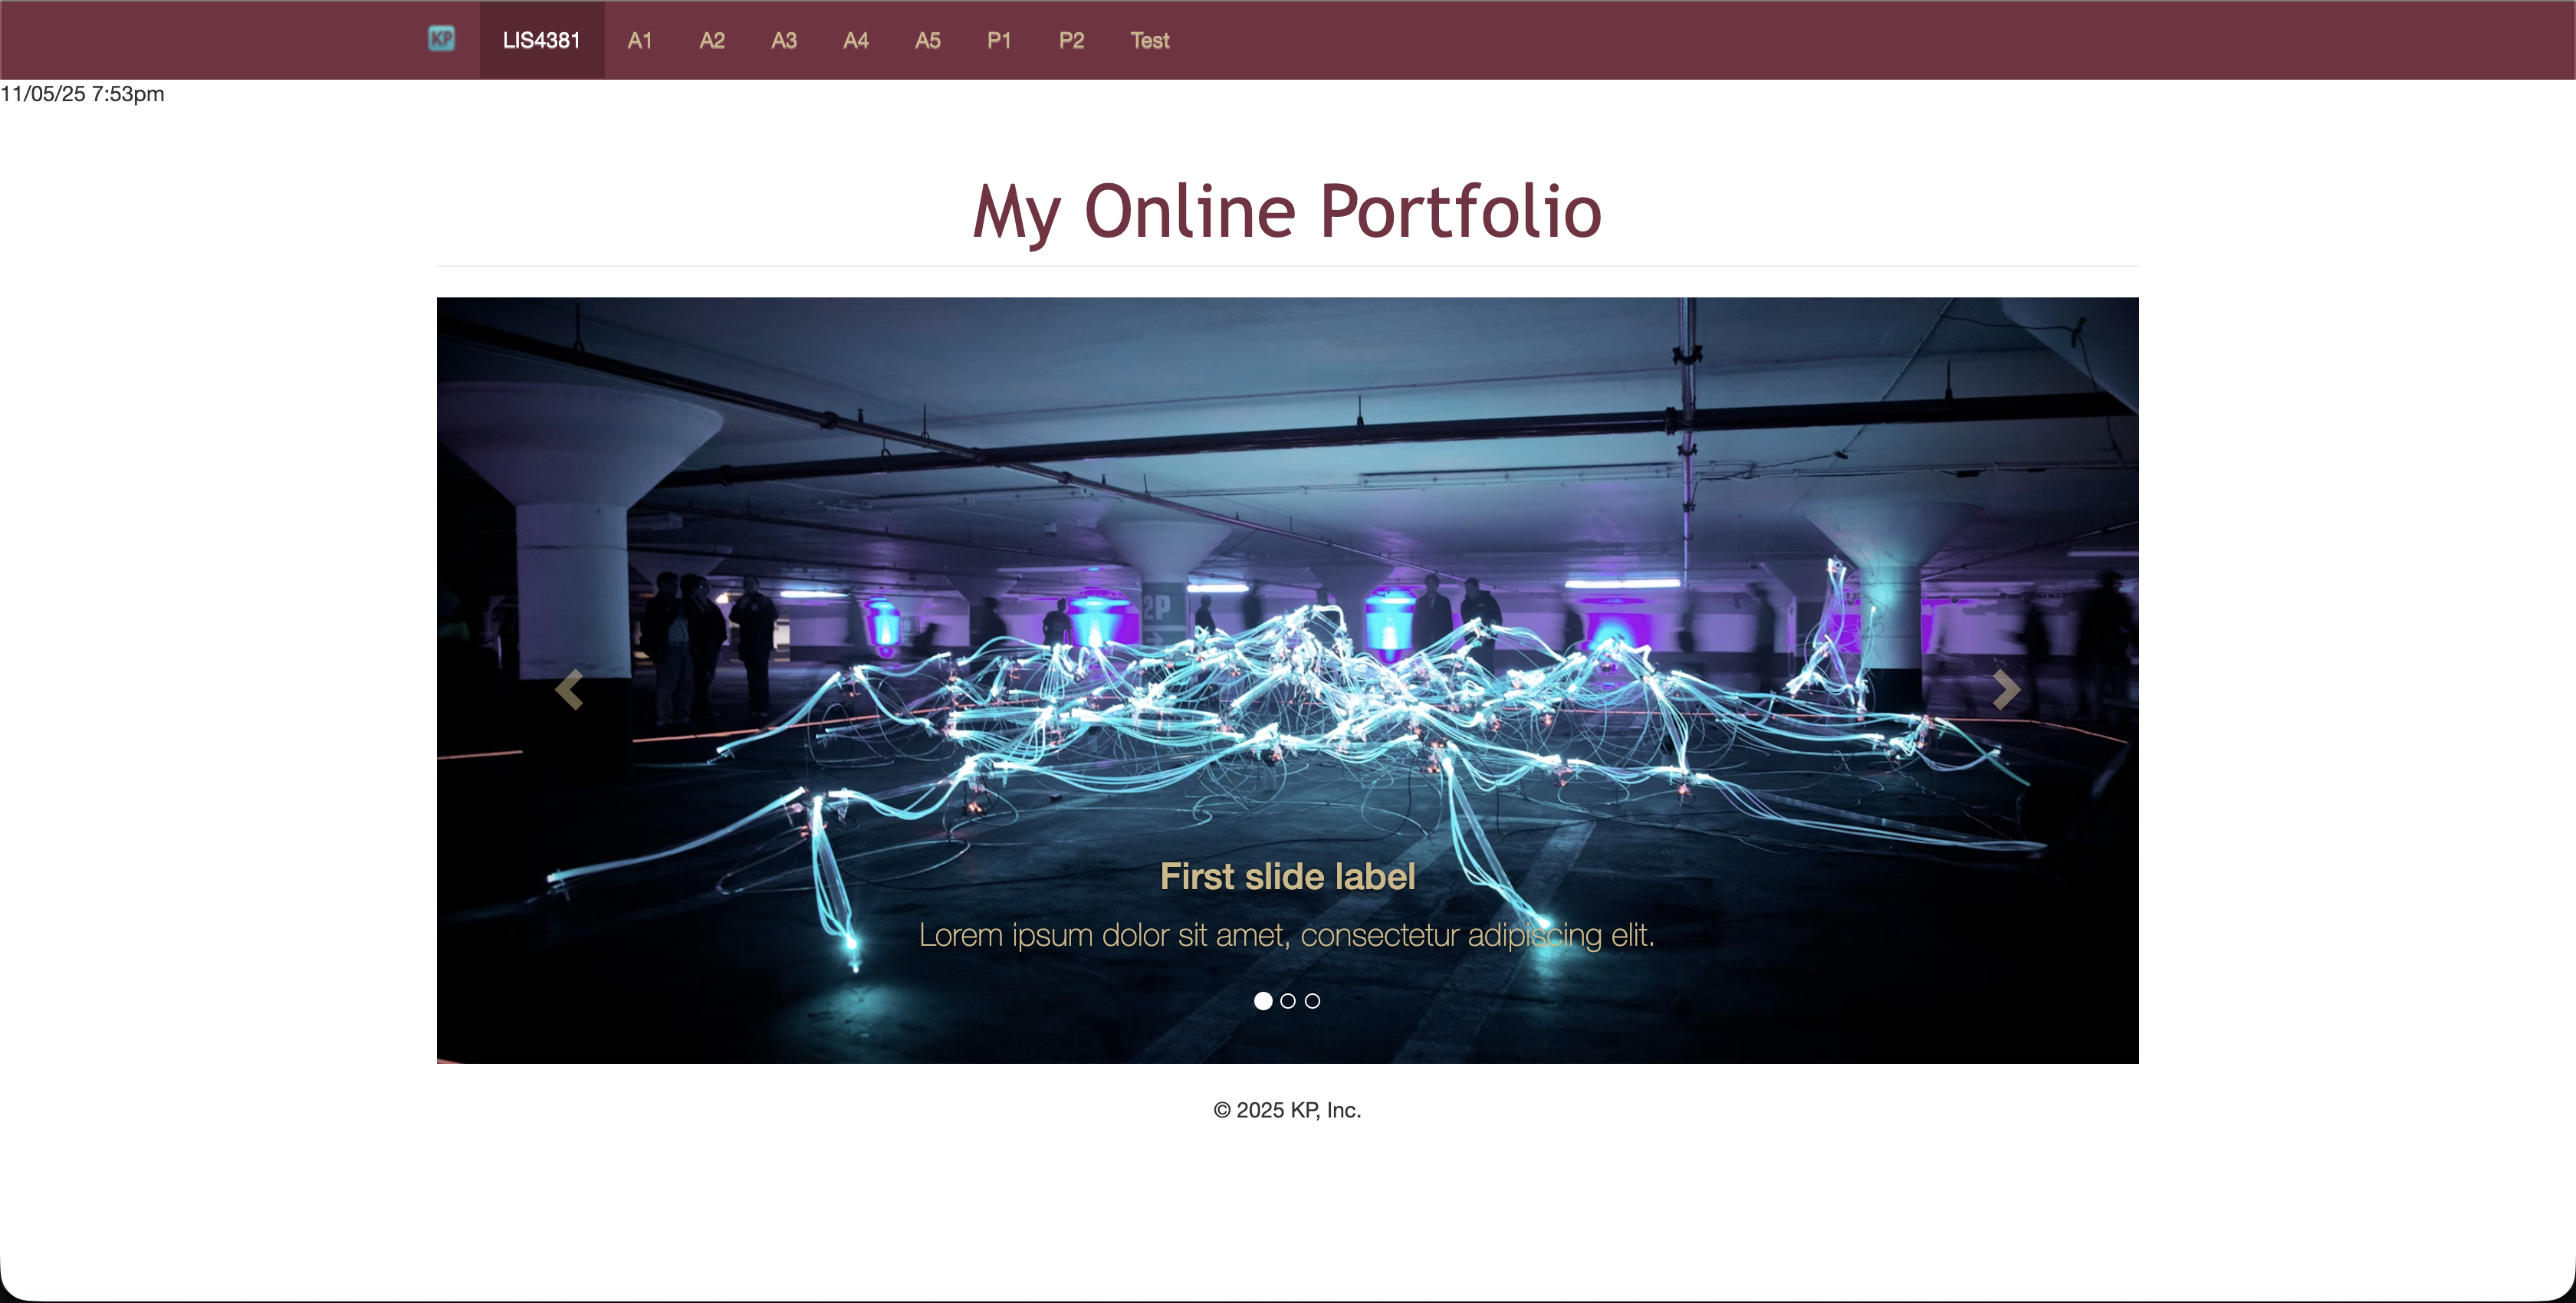 KP LIS4381 A1 A2 A3 A4 A5 P1 P2 Test
11/05/25 7:53pm
My Online Portfolio
2P
First slide label
Lorem ipsum dolor sit amet, consectetur adipiscing elit.
© 2025 KP, Inc.